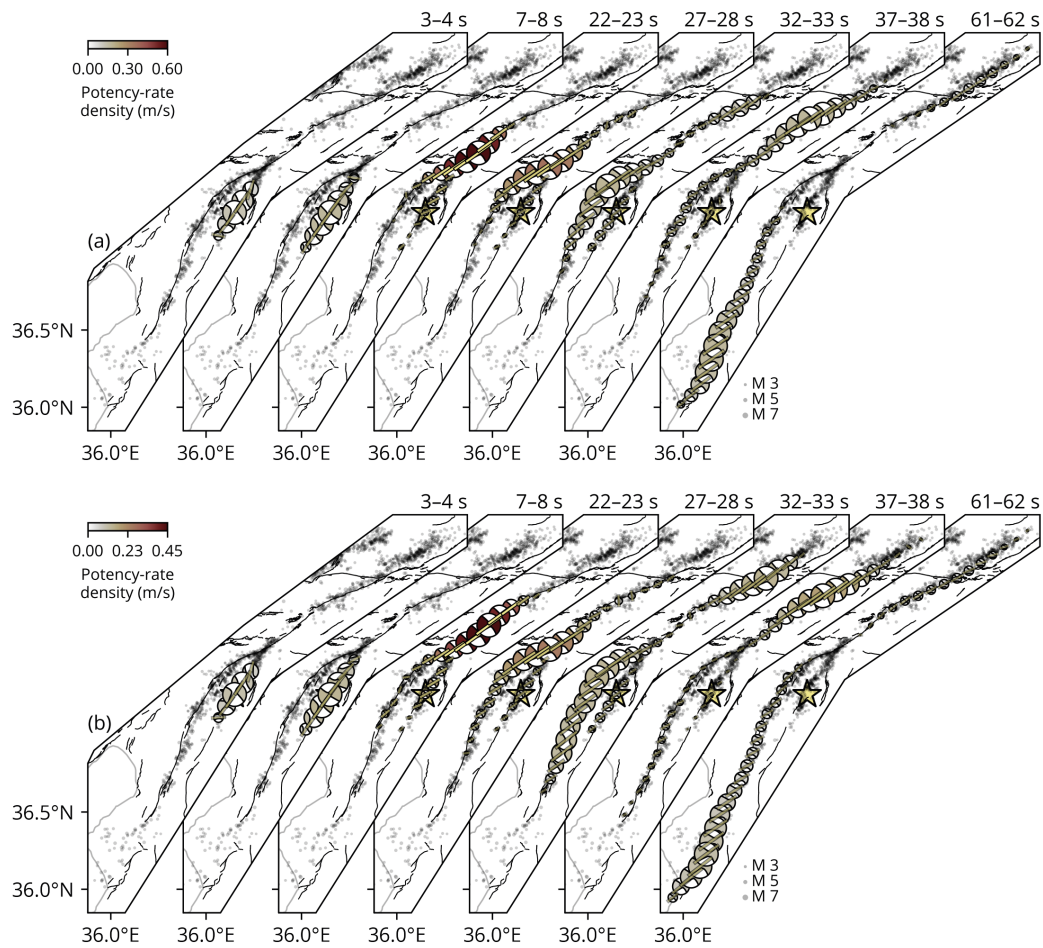 3–4 s 7–8 s 22–23 s 27–28 s 32–33 s 37–38 s 61–62 s
0.00 0.30 0.60
Potency-rate
density (m/s)
(a)
36.5°N
36.0°N
M 3
M 5
M 7
36.0°E 36.0°E 36.0°E 36.0°E 36.0°E 36.0°E 36.0°E
3–4 s 7–8 s 22–23 s 27–28 s 32–33 s 37–38 s 61–62 s
0.00 0.23 0.45
Potency-rate
density (m/s)
(b)
36.5°N
36.0°N
M 3
M 5
M 7
36.0°E 36.0°E 36.0°E 36.0°E 36.0°E 36.0°E 36.0°E